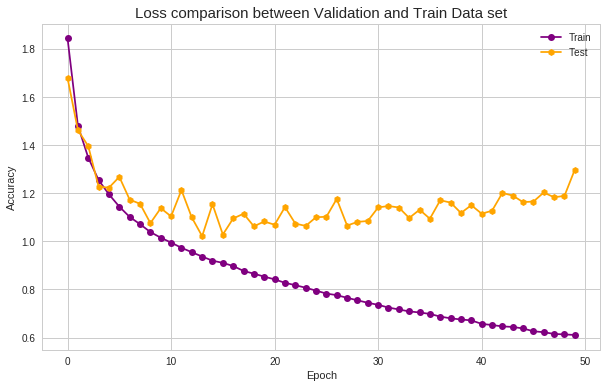 Loss comparison between Validation and Train Data set
Train
Test
Accuracy
1.8
1.6
1.4
1.2
1.0
0.8
0.6
0
10
20
30
40
50
Epoch